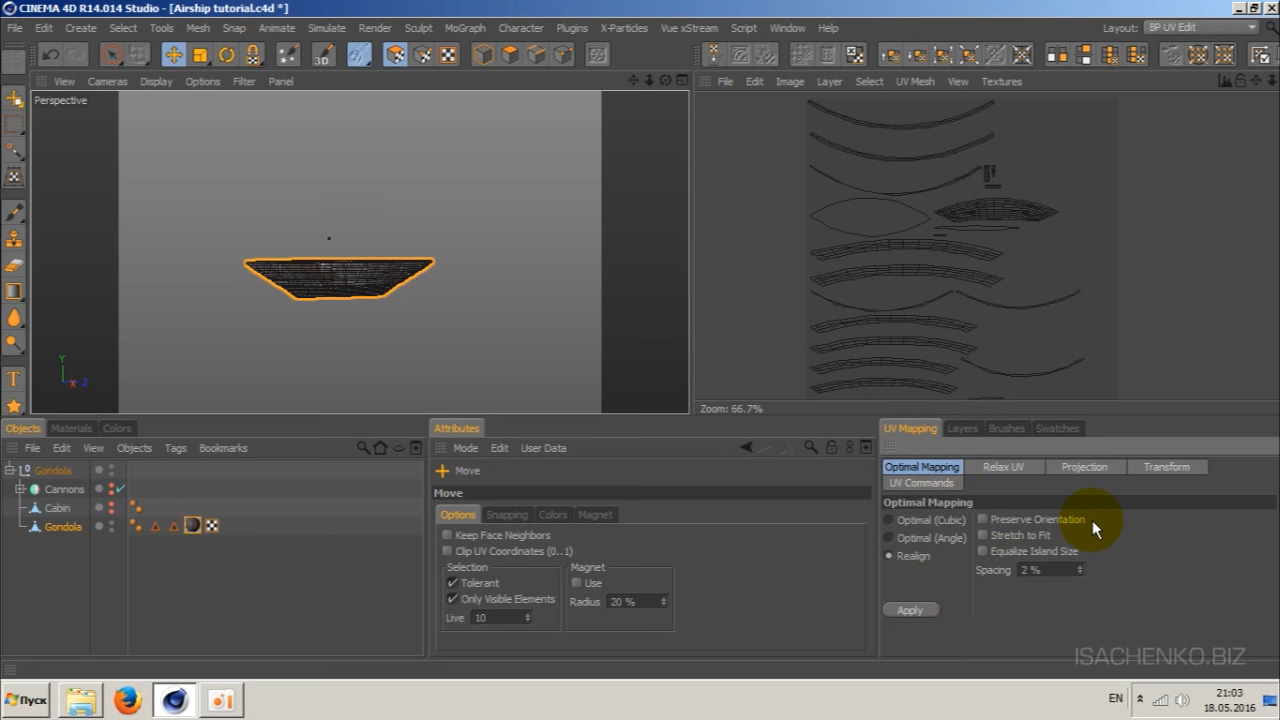 CINEMA 4D R14.014 Studio - [Airship tutorial.c4d *]
File Edit Create Select Tools Mesh Snap Animate Simulate Render Sculpt MoGraph Character Plugins Vue xStream X-Particles Script Window Help Layout: BP UV Edit
3D
View Cameras Display Options Filter Panel
File Edit Image Layer Select UV Mesh View Textures
Perspective
Y
X Z
Zoom: 66.7%
Objects Materials Colors
Attributes
UV Mapping Layers Brushes Swatches
File Edit View Objects Tags Bookmarks
Mode Edit User Data
Gondola
Cannons
Cabin
Gondola
Move
Move
Options Snapping Colors Magnet
Keep Face Neighbors
Clip UV Coordinates (0..1)
Selection
Tolerant
Only Visible Elements
Live 10
Magnet
Use
Radius 20 %
Optimal Mapping Relax UV Projection Transform
UV Commands
Optimal Mapping
Optimal (Cubic) Preserve Orientation
Optimal (Angle) Stretch to Fit
Realign Equalize Island Size
Spacing 2 %
Apply
ISACHENKO.BIZ
Пуск
EN
21:03
18.05.2016